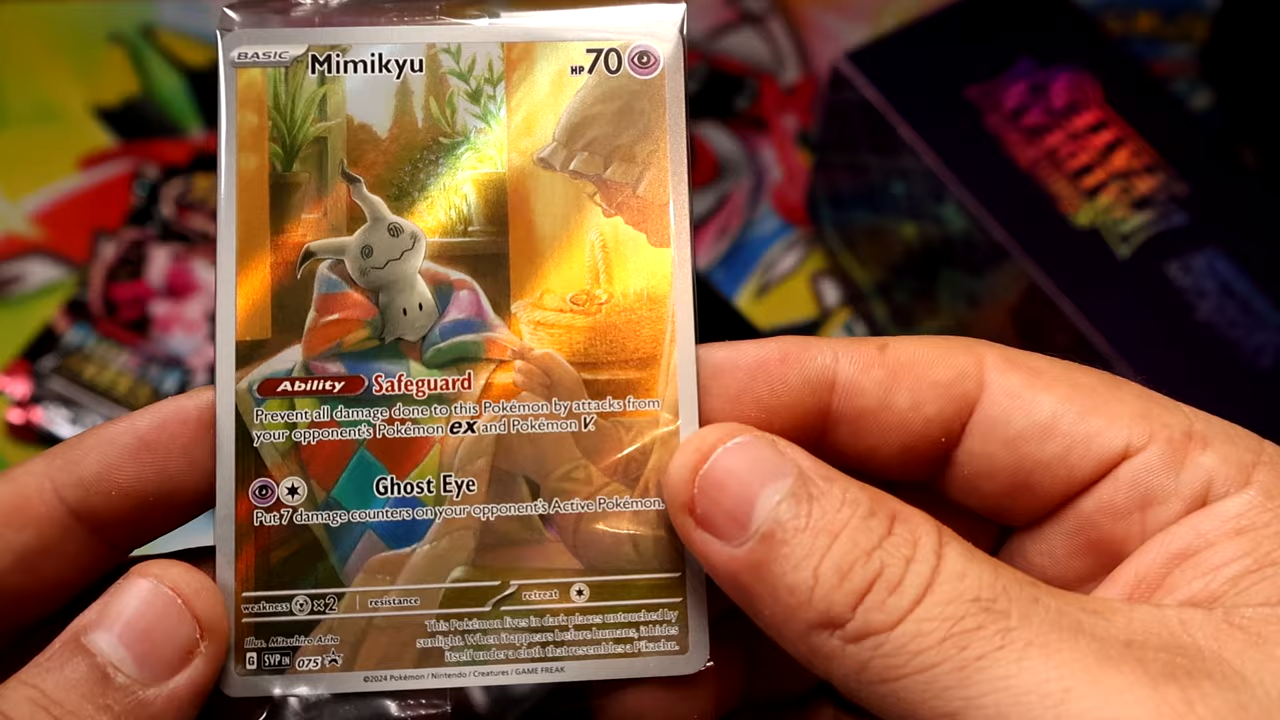 BASIC Mimikyu HP 70
Ability Safeguard
Prevent all damage done to this Pokémon by attacks from
your opponent's Pokémon ex and Pokémon V.
Ghost Eye
Put 7 damage counters on your opponent's Active Pokémon.
weakness ×2 resistance retreat
This Pokémon lives in dark places untouched by
sunlight. When it appears before humans, it hides
itself under a cloth that resembles a Pikachu.
Illus. Mitsuhiro Arita
G SVP EN 075
©2024 Pokémon / Nintendo / Creatures / GAME FREAK